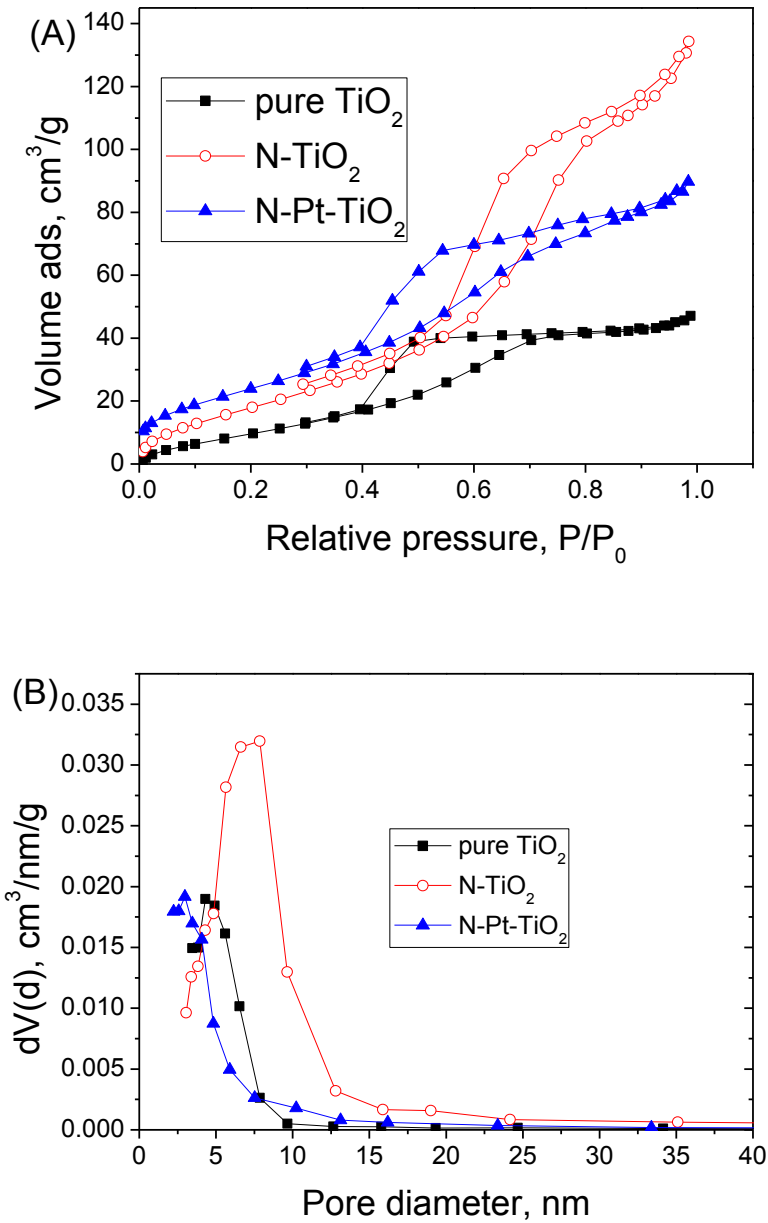 (A)
140
120
100
80
60
40
20
0
Volume ads, cm³/g
pure TiO₂
N-TiO₂
N-Pt-TiO₂
0.0 0.2 0.4 0.6 0.8 1.0
Relative pressure, P/P₀
(B)
0.035
0.030
0.025
0.020
0.015
0.010
0.005
0.000
dV(d), cm³/nm/g
pure TiO₂
N-TiO₂
N-Pt-TiO₂
0 5 10 15 20 25 30 35 40
Pore diameter, nm